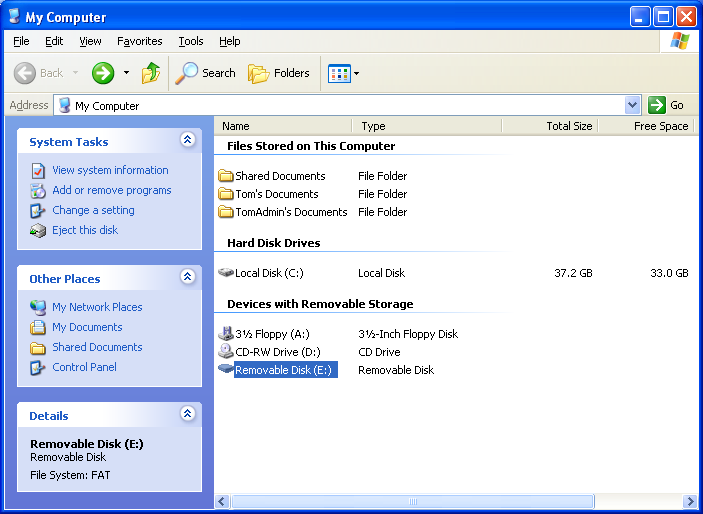 My Computer
File Edit View Favorites Tools Help
Back Search Folders
Address My Computer Go
System Tasks
View system information
Add or remove programs
Change a setting
Eject this disk
Other Places
My Network Places
My Documents
Shared Documents
Control Panel
Details
Removable Disk (E:)
Removable Disk
File System: FAT
Name Type Total Size Free Space
Files Stored on This Computer
Shared Documents File Folder
Tom's Documents File Folder
TomAdmin's Documents File Folder
Hard Disk Drives
Local Disk (C:) Local Disk 37.2 GB 33.0 GB
Devices with Removable Storage
3½ Floppy (A:) 3½-Inch Floppy Disk
CD-RW Drive (D:) CD Drive
Removable Disk (E:) Removable Disk